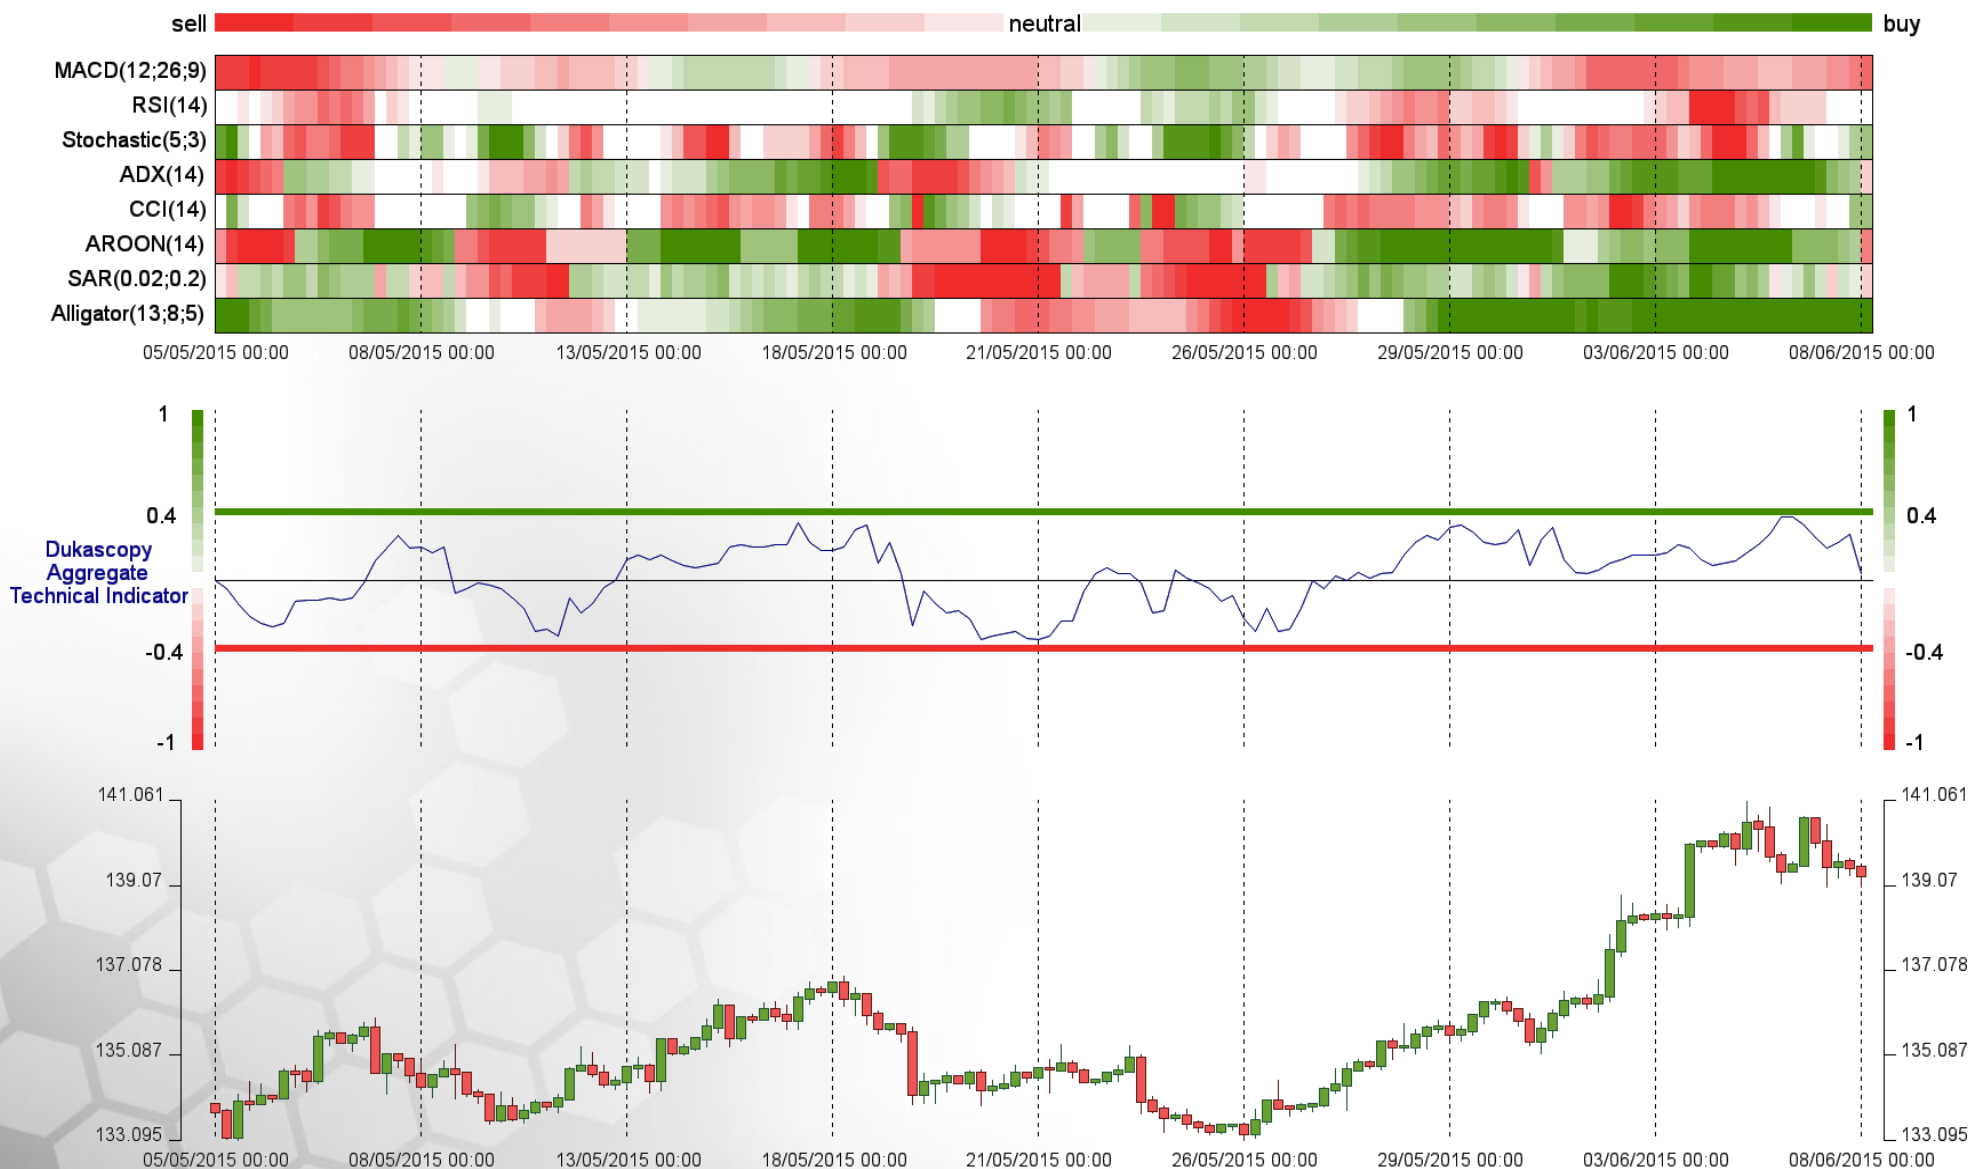 sell neutral buy
MACD(12;26;9)
RSI(14)
Stochastic(5;3)
ADX(14)
CCI(14)
AROON(14)
SAR(0.02;0.2)
Alligator(13;8;5)
05/05/2015 00:00 08/05/2015 00:00 13/05/2015 00:00 18/05/2015 00:00 21/05/2015 00:00 26/05/2015 00:00 29/05/2015 00:00 03/06/2015 00:00 08/06/2015 00:00
1 1
0.4 0.4
Dukascopy
Aggregate
Technical Indicator
-0.4 -0.4
-1 -1
141.061 141.061
139.07 139.07
137.078 137.078
135.087 135.087
133.095 133.095
05/05/2015 00:00 08/05/2015 00:00 13/05/2015 00:00 18/05/2015 00:00 21/05/2015 00:00 26/05/2015 00:00 29/05/2015 00:00 03/06/2015 00:00 08/06/2015 00:00